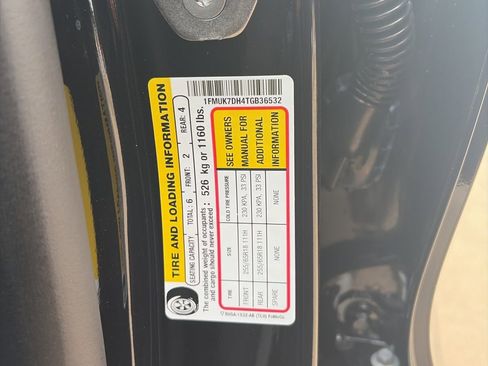 1FMUK7DH4TGB36532
TIRE AND LOADING INFORMATION
SEATING CAPACITY TOTAL: 6 FRONT: 2 REAR: 4
The combined weight of occupants
and cargo should never exceed : 526 kg or 1160 lbs.
TIRE SIZE COLD TIRE PRESSURE
FRONT 255/65R18 111H 230 KPA, 33 PSI
REAR 255/65R18 111H 230 KPA, 33 PSI
SPARE NONE NONE
SEE OWNERS
MANUAL FOR
ADDITIONAL
INFORMATION